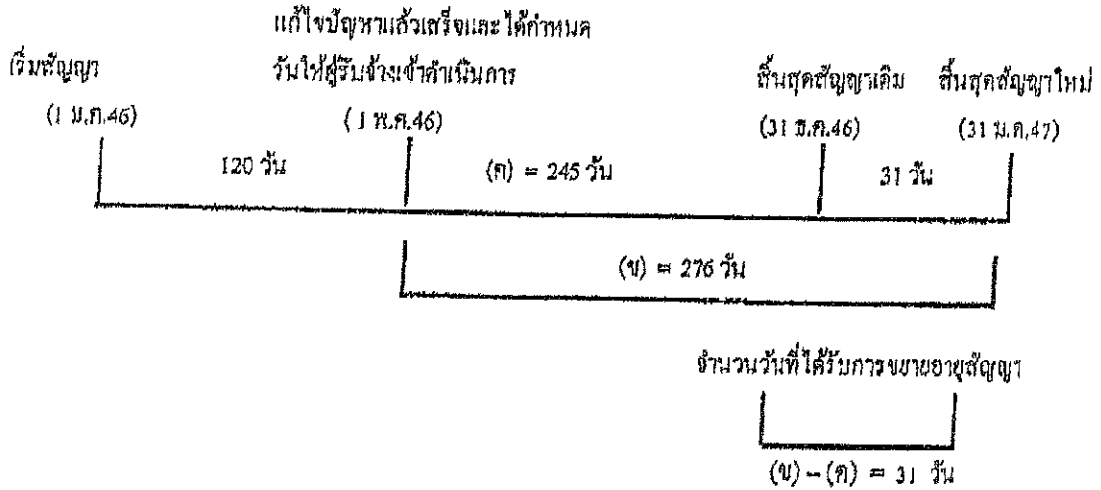 แก้ไขปัญหาแล้วเสร็จและได้กำหนด
วันให้ผู้รับจ้างเข้าดำเนินการ
(1 พ.ค.46)
เริ่มสัญญา
(1 ม.ค.46)
สิ้นสุดสัญญาเดิม
(31 ธ.ค.46)
สิ้นสุดสัญญาใหม่
(31 ม.ค.47)
120 วัน
(ค) = 245 วัน
31 วัน
(ข) = 276 วัน
จำนวนวันที่ได้รับการขยายอายุสัญญา
(ข) – (ค) = 31 วัน